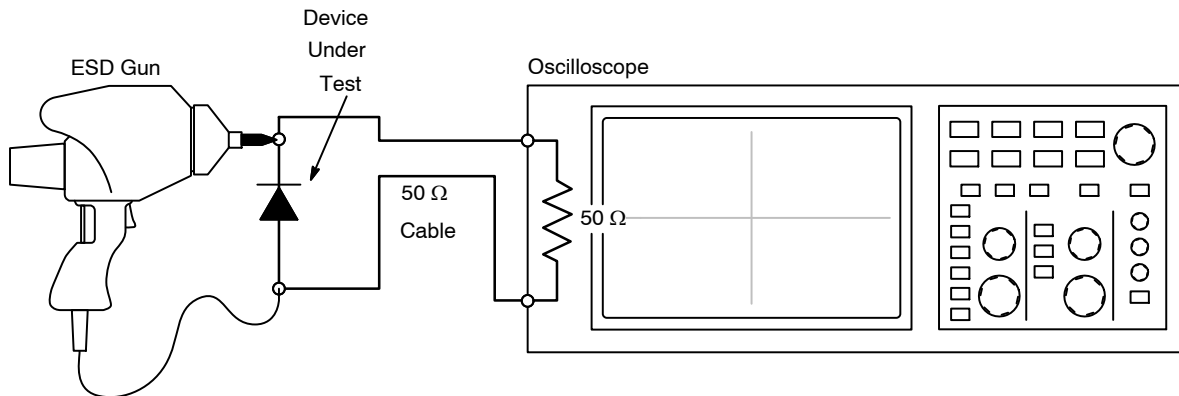 Device
Under
Test
ESD Gun
Oscilloscope
50 Ω
Cable
50 Ω